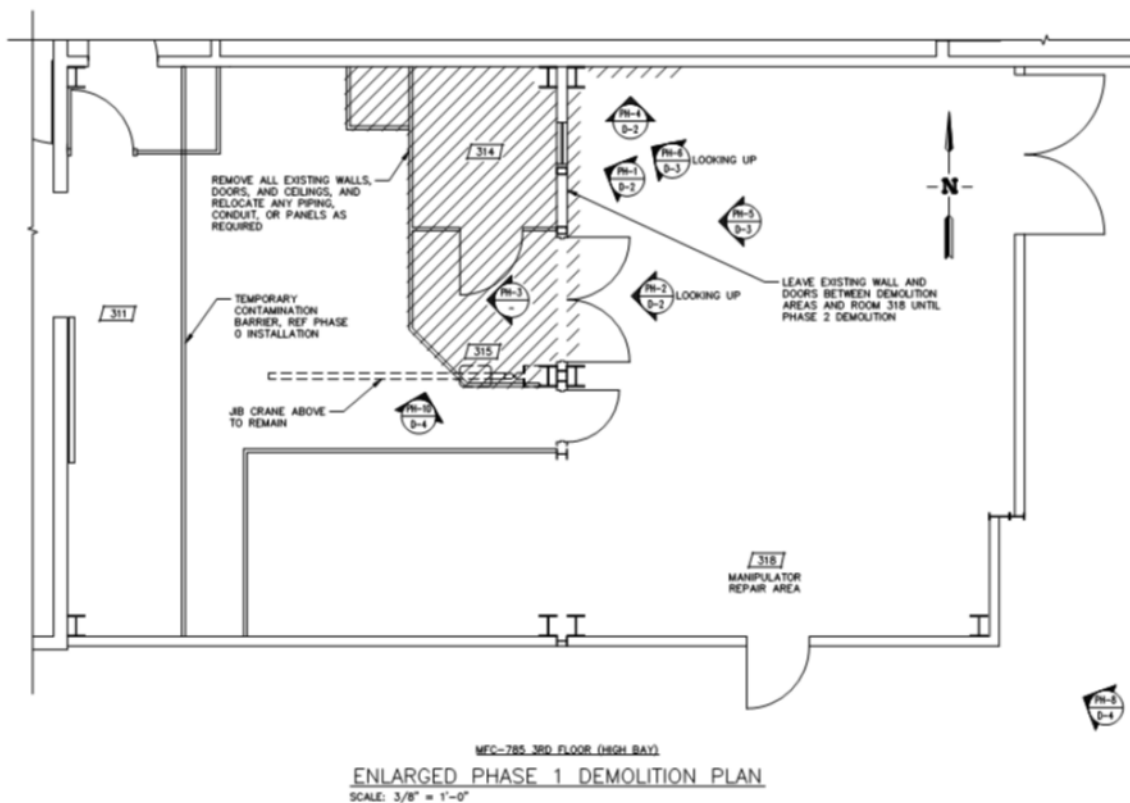 314
PH-4
D-2
PH-6
D-3
LOOKING UP
PH-1
D-2
N
REMOVE ALL EXISTING WALLS,
DOORS, AND CEILINGS, AND
RELOCATE ANY PIPING,
CONDUIT, OR PANELS AS
REQUIRED
PH-5
D-3
PH-3
-
PH-2
D-2
LOOKING UP
LEAVE EXISTING WALL AND
DOORS BETWEEN DEMOLITION
AREAS AND ROOM 318 UNTIL
PHASE 2 DEMOLITION
311
TEMPORARY
CONTAMINATION
BARRIER, REF PHASE
0 INSTALLATION
315
JIB CRANE ABOVE
TO REMAIN
PH-10
D-4
318
MANIPULATOR
REPAIR AREA
D-4
MFC-785 3RD FLOOR (HIGH BAY)
ENLARGED PHASE 1 DEMOLITION PLAN
SCALE: 3/8" = 1'-0"